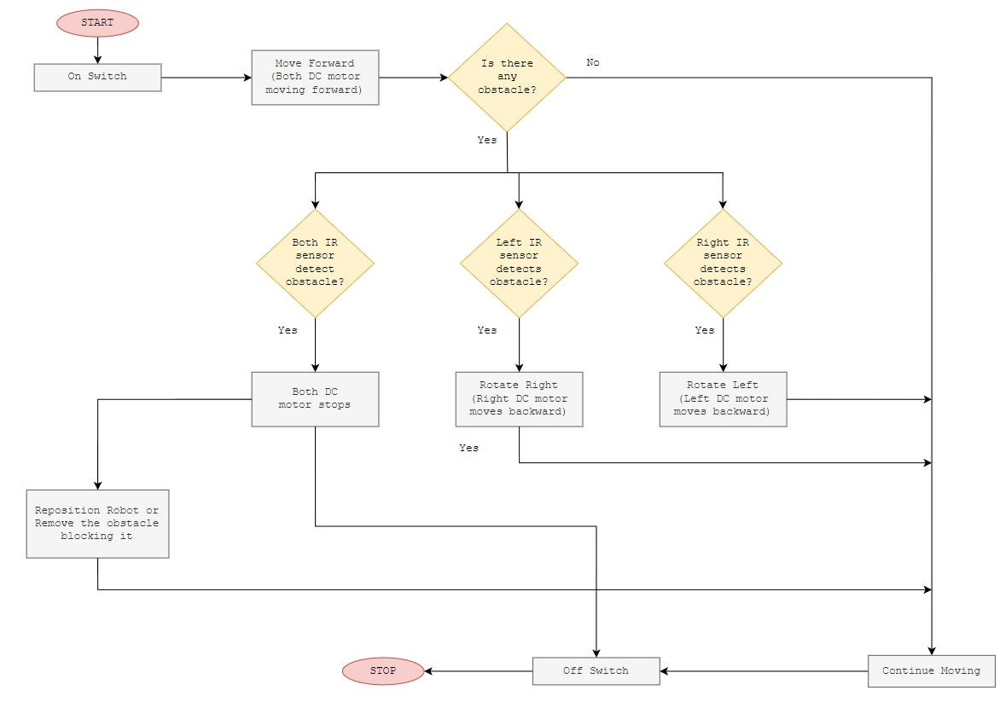 START
On Switch
Move Forward
(Both DC motor
moving forward)
Is there
any
obstacle?
No
Yes
Both IR
sensor
detect
obstacle?
Left IR
sensor
detects
obstacle?
Right IR
sensor
detects
obstacle?
Yes
Yes
Yes
Both DC
motor stops
Rotate Right
(Right DC motor
moves backward)
Rotate Left
(Left DC motor
moves backward)
Yes
Reposition Robot or
Remove the obstacle
blocking it
STOP
Off Switch
Continue Moving